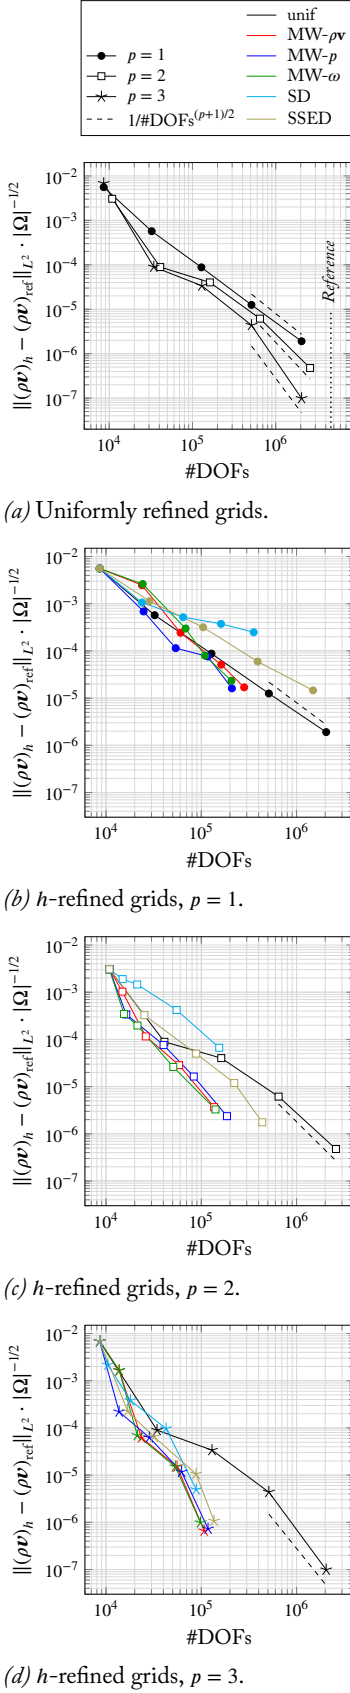 unif
MW-ρv
p = 1 MW-p
p = 2 MW-ω
p = 3 SD
1/#DOFs^(p+1)/2 SSED
10^−2
10^−3
10^−4
10^−5
10^−6
10^−7
‖(ρv)_h − (ρv)_ref‖_L² · |Ω|^−1/2
Reference
10^4 10^5 10^6
#DOFs
(a) Uniformly refined grids.
10^−2
10^−3
10^−4
10^−5
10^−6
10^−7
‖(ρv)_h − (ρv)_ref‖_L² · |Ω|^−1/2
10^4 10^5 10^6
#DOFs
(b) h-refined grids, p = 1.
10^−2
10^−3
10^−4
10^−5
10^−6
10^−7
‖(ρv)_h − (ρv)_ref‖_L² · |Ω|^−1/2
10^4 10^5 10^6
#DOFs
(c) h-refined grids, p = 2.
10^−2
10^−3
10^−4
10^−5
10^−6
10^−7
‖(ρv)_h − (ρv)_ref‖_L² · |Ω|^−1/2
10^4 10^5 10^6
#DOFs
(d) h-refined grids, p = 3.